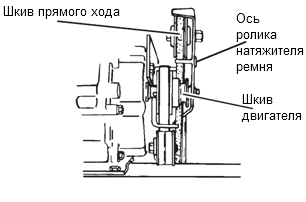 Шкив прямого хода
Ось
ролика
натяжителя
ремня
Шкив
двигателя